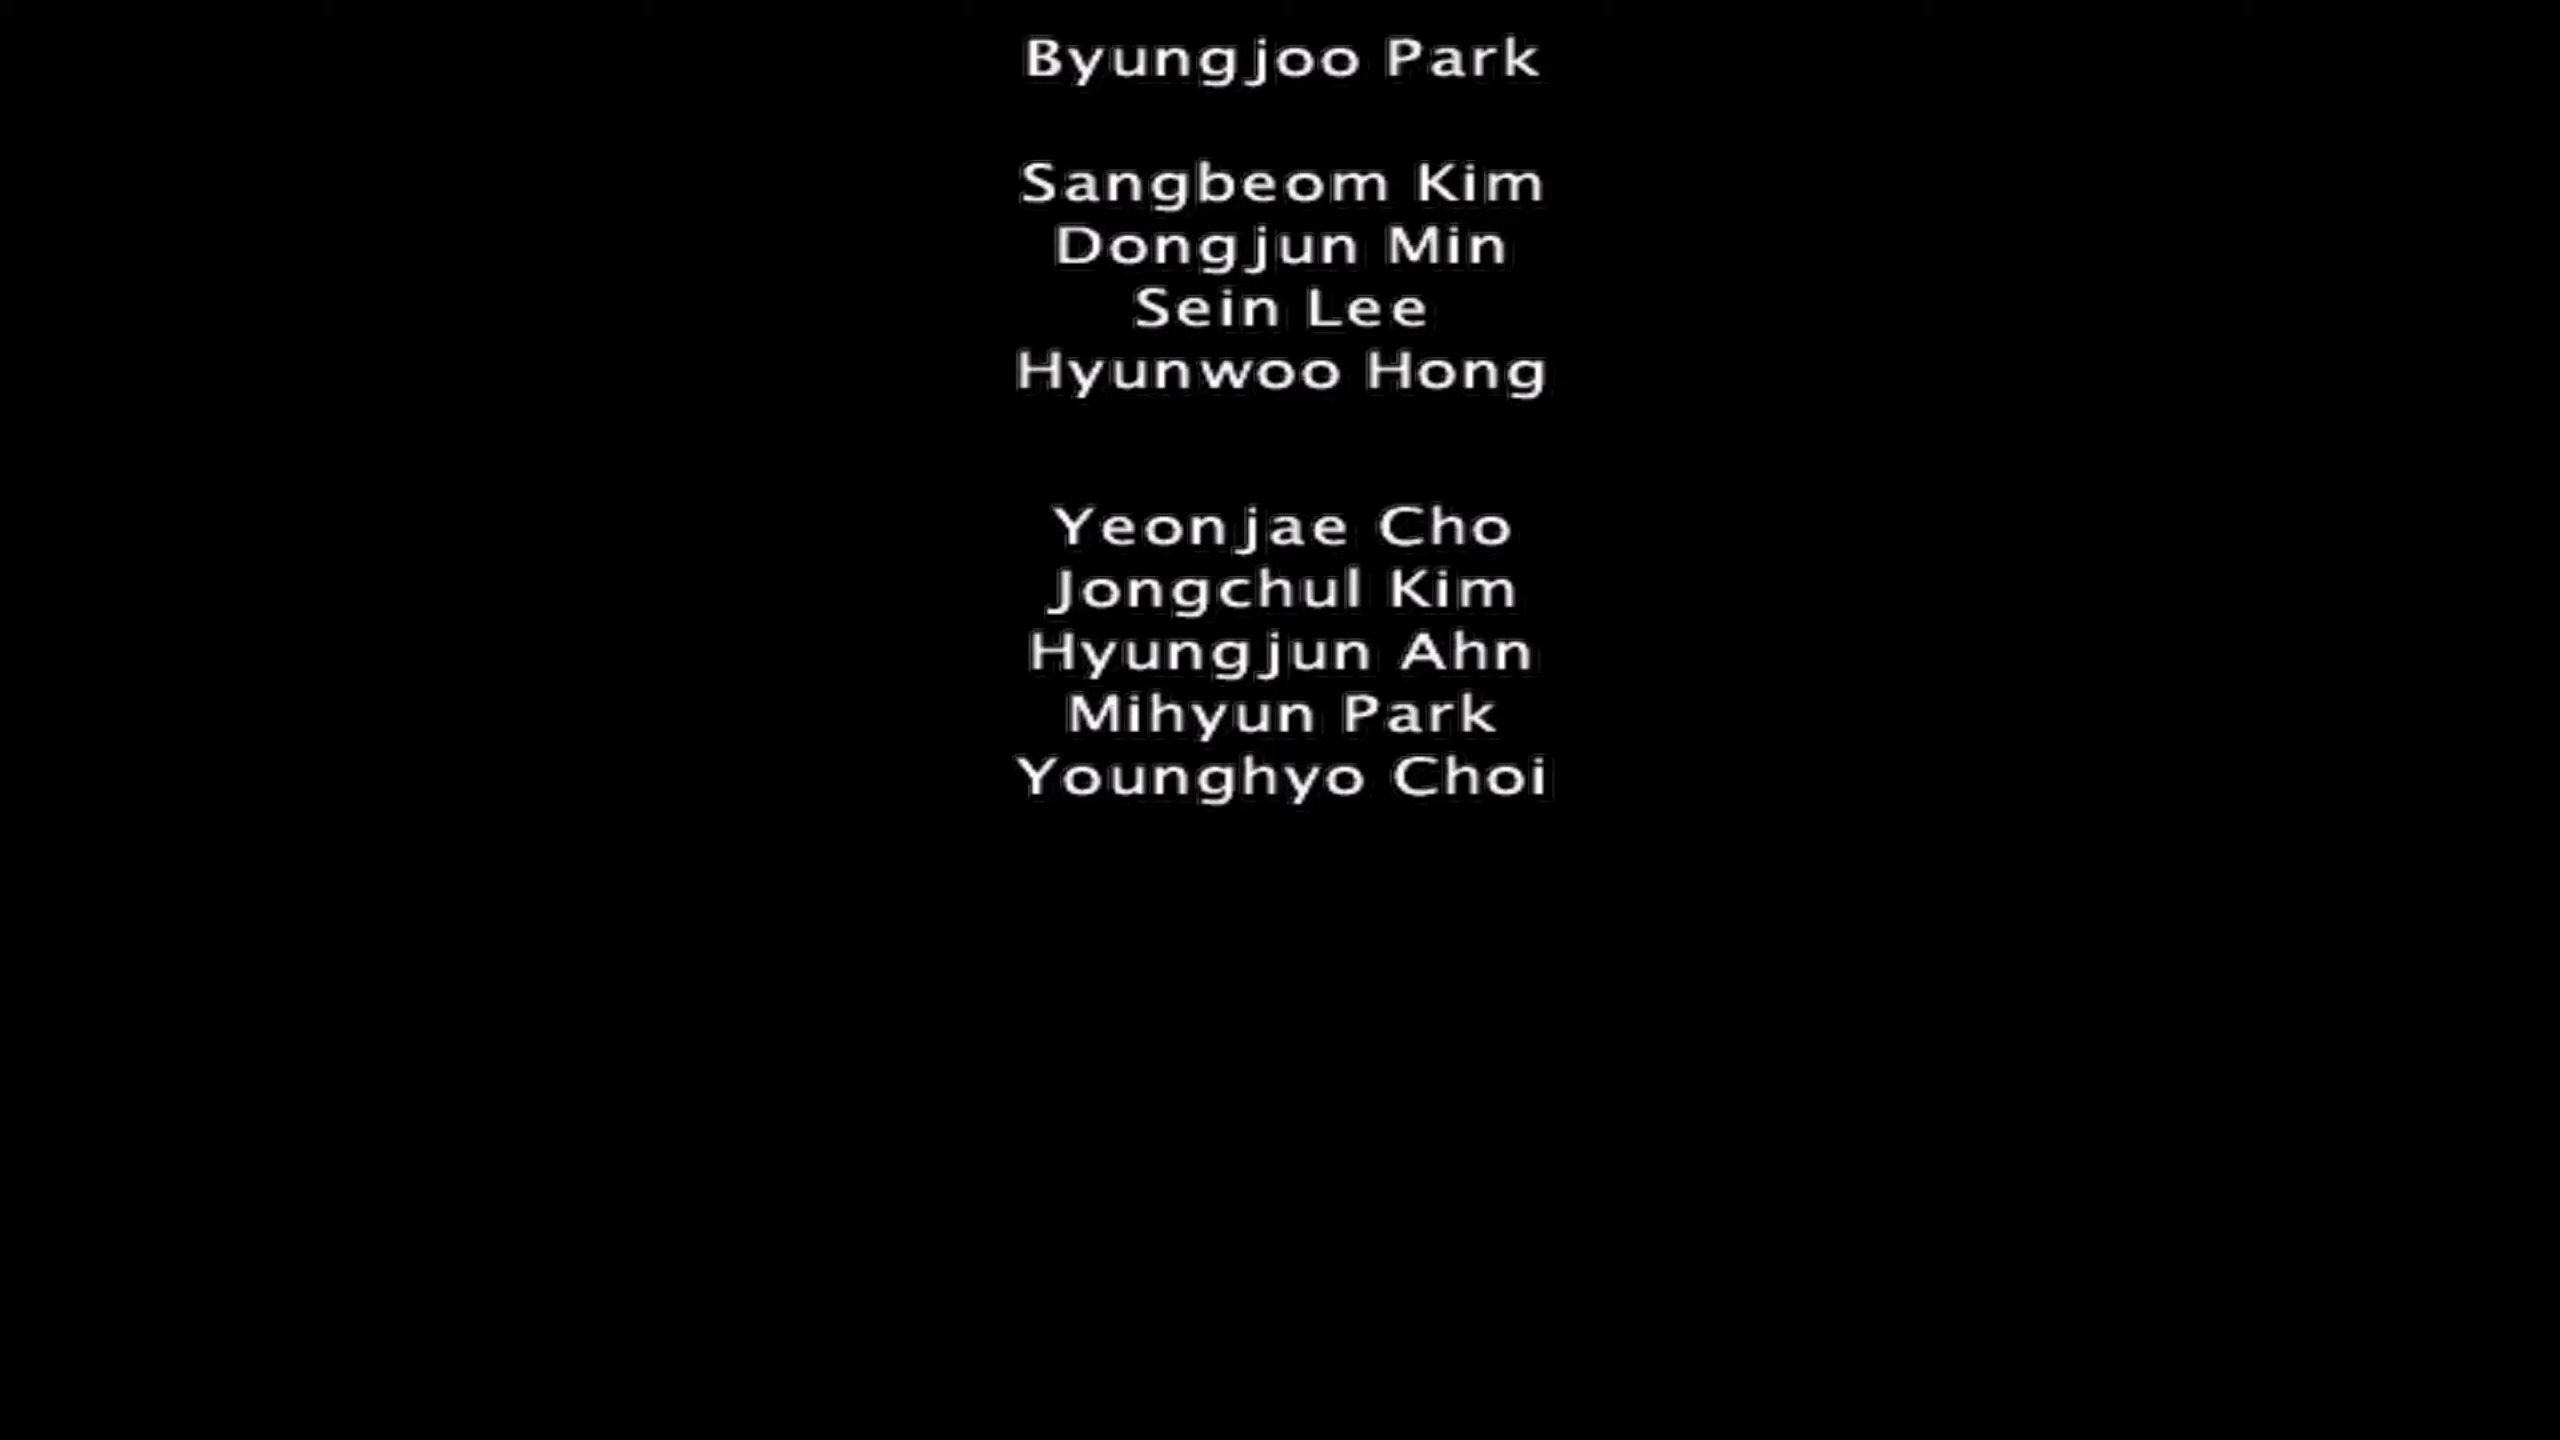 Byungjoo Park
Sangbeom Kim
Dongjun Min
Sein Lee
Hyunwoo Hong
Yeonjae Cho
Jongchul Kim
Hyungjun Ahn
Mihyun Park
Younghyo Choi